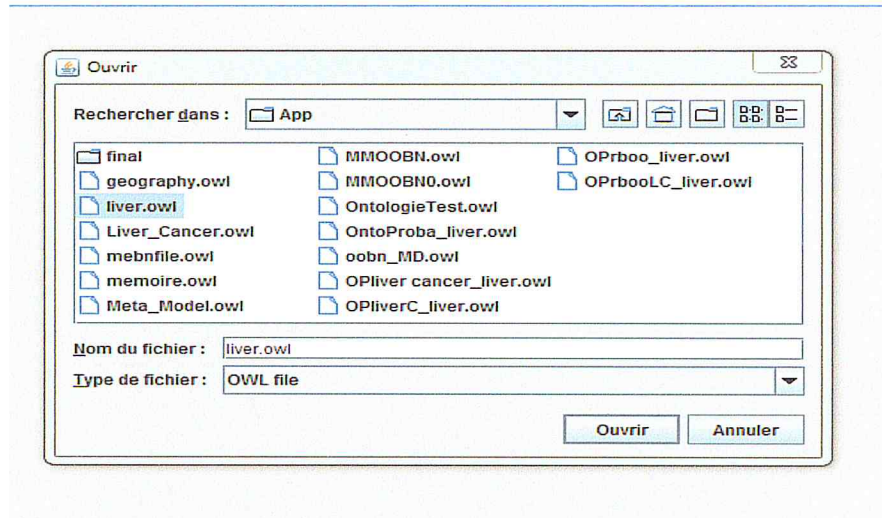 Ouvrir
Rechercher dans : App
final
geography.owl
liver.owl
Liver_Cancer.owl
mebnfile.owl
memoire.owl
Meta_Model.owl
MMOOBN.owl
MMOOBN0.owl
OntologieTest.owl
OntoProba_liver.owl
oobn_MD.owl
OPliver cancer_liver.owl
OPliverC_liver.owl
OPrboo_liver.owl
OPrbooLC_liver.owl
Nom du fichier : liver.owl
Type de fichier : OWL file
Ouvrir Annuler